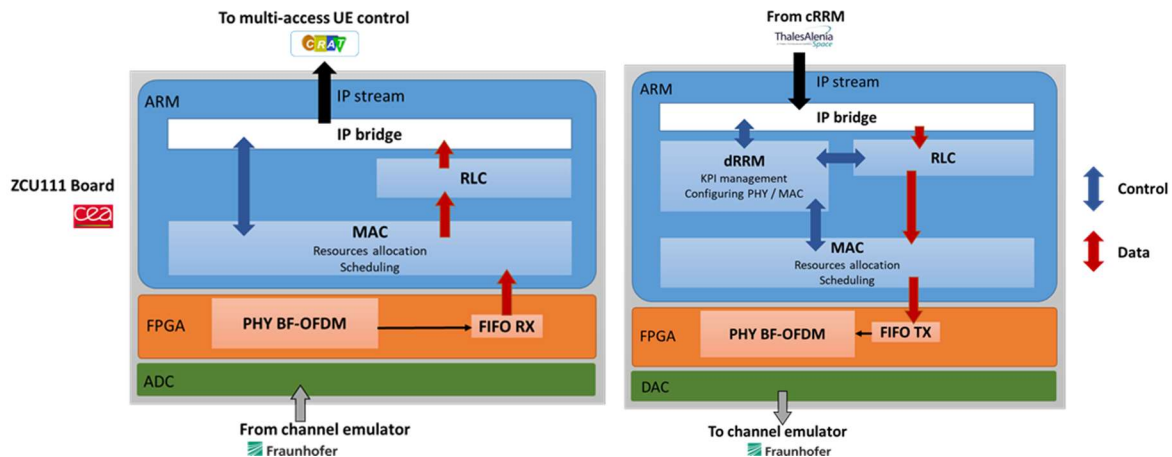 To multi-access UE control
CRAT
ARM
IP stream
IP bridge
RLC
MAC
Resources allocation
Scheduling
FPGA
PHY BF-OFDM
FIFO RX
ADC
From channel emulator
Fraunhofer
ZCU111 Board
cea
From cRRM
ThalesAlenia
Space
ARM
IP stream
IP bridge
dRRM
KPI management
Configuring PHY / MAC
RLC
MAC
Resources allocation
Scheduling
FPGA
PHY BF-OFDM
FIFO TX
DAC
To channel emulator
Fraunhofer
Control
Data